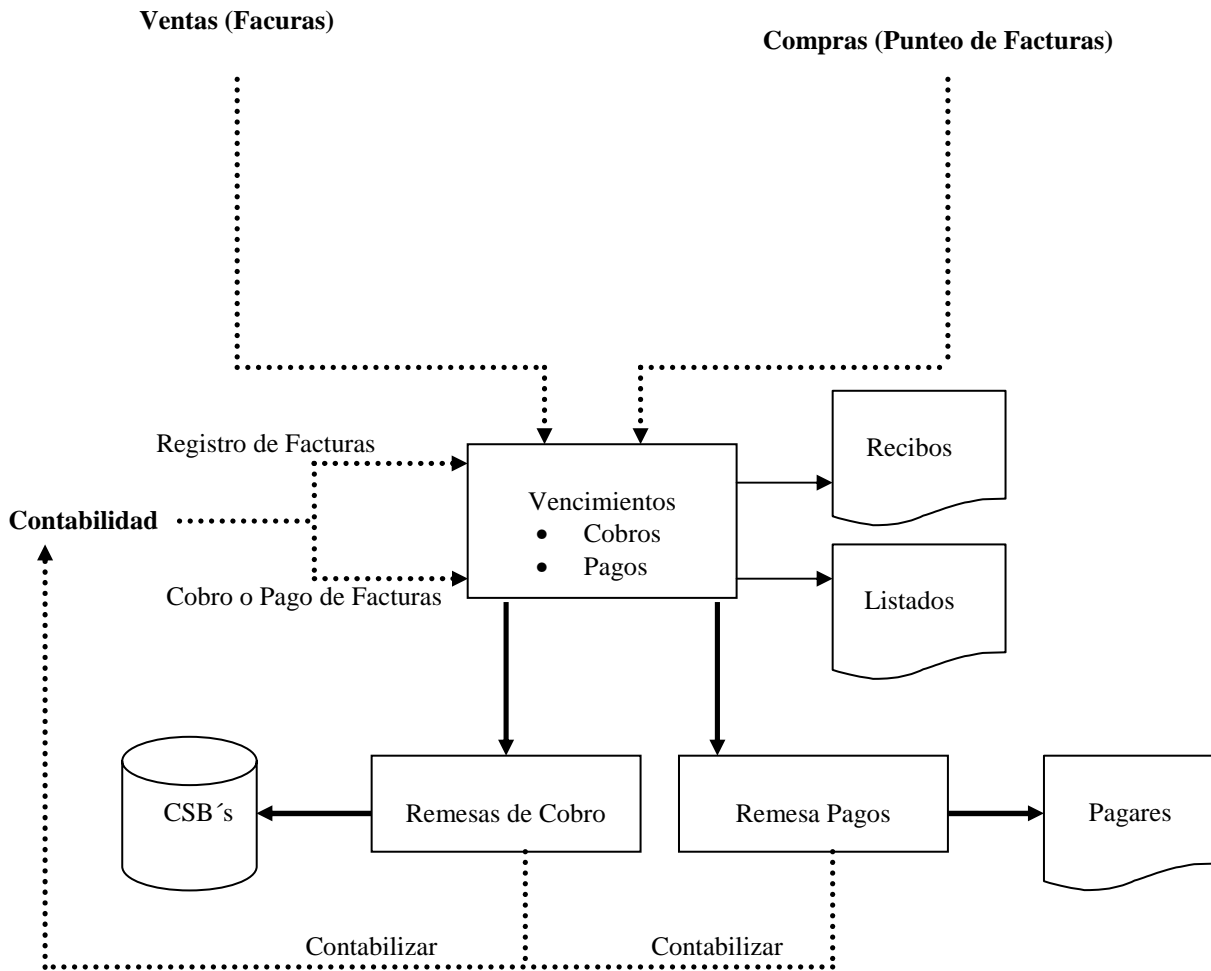 Ventas (Facuras)
Compras (Punteo de Facturas)
Registro de Facturas
Recibos
Vencimientos
● Cobros
● Pagos
Contabilidad
Cobro o Pago de Facturas
Listados
CSB´s
Remesas de Cobro
Remesa Pagos
Pagares
Contabilizar
Contabilizar